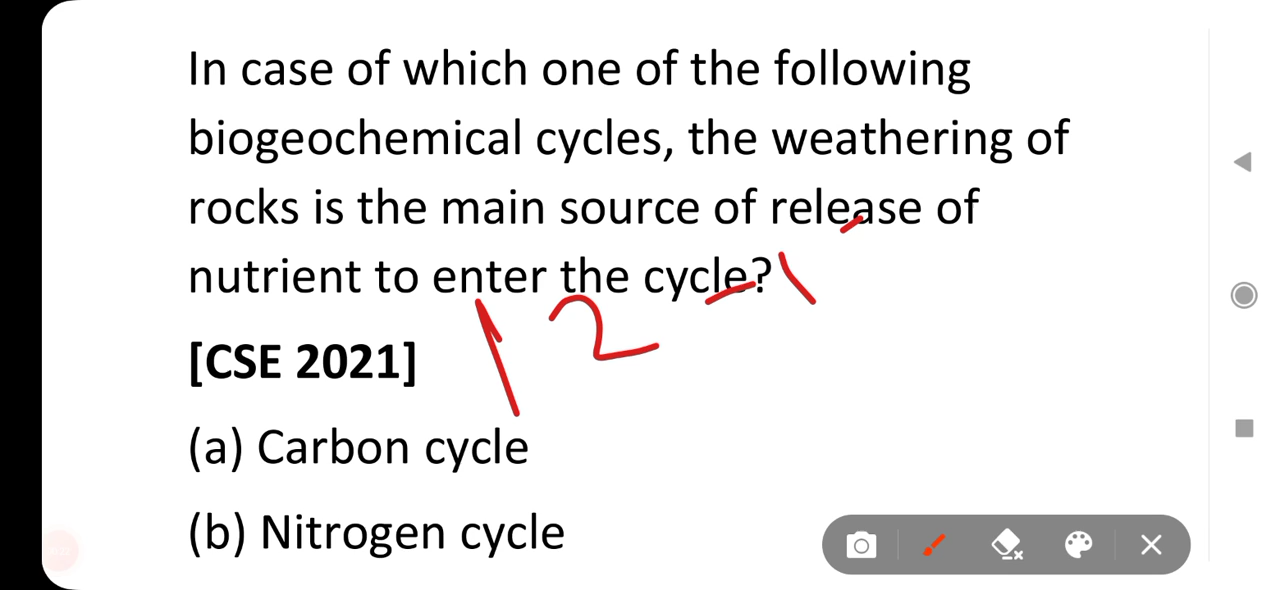 In case of which one of the following
biogeochemical cycles, the weathering of
rocks is the main source of release of
nutrient to enter the cycle?
12
[CSE 2021]
(a) Carbon cycle
(b) Nitrogen cycle